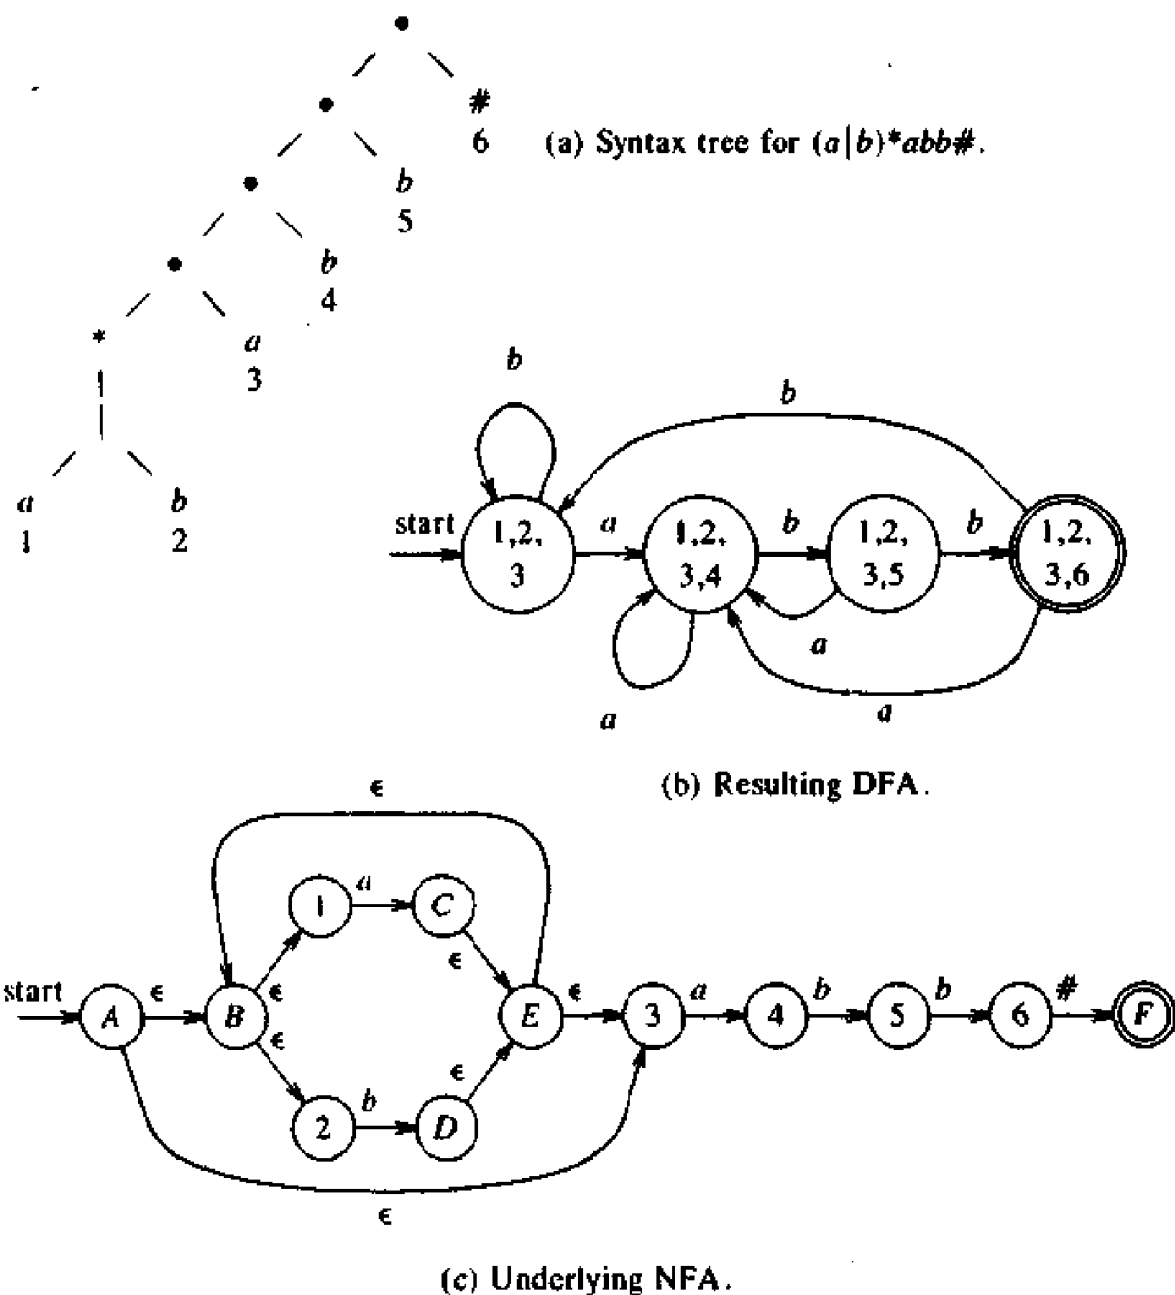 #
6 (a) Syntax tree for (a|b)*abb#.
b
5
b
4
*
a
3
a
1
b
2
b
b
start
a
b
b
1,2,
3
1,2,
3,4
1,2,
3,5
1,2,
3,6
a
a
a
(b) Resulting DFA.
ϵ
1 a C
ϵ
ϵ
start
A ϵ B
E ϵ 3 a 4 b 5 b 6 # F
ϵ
ϵ
2 b D
ϵ
(c) Underlying NFA.